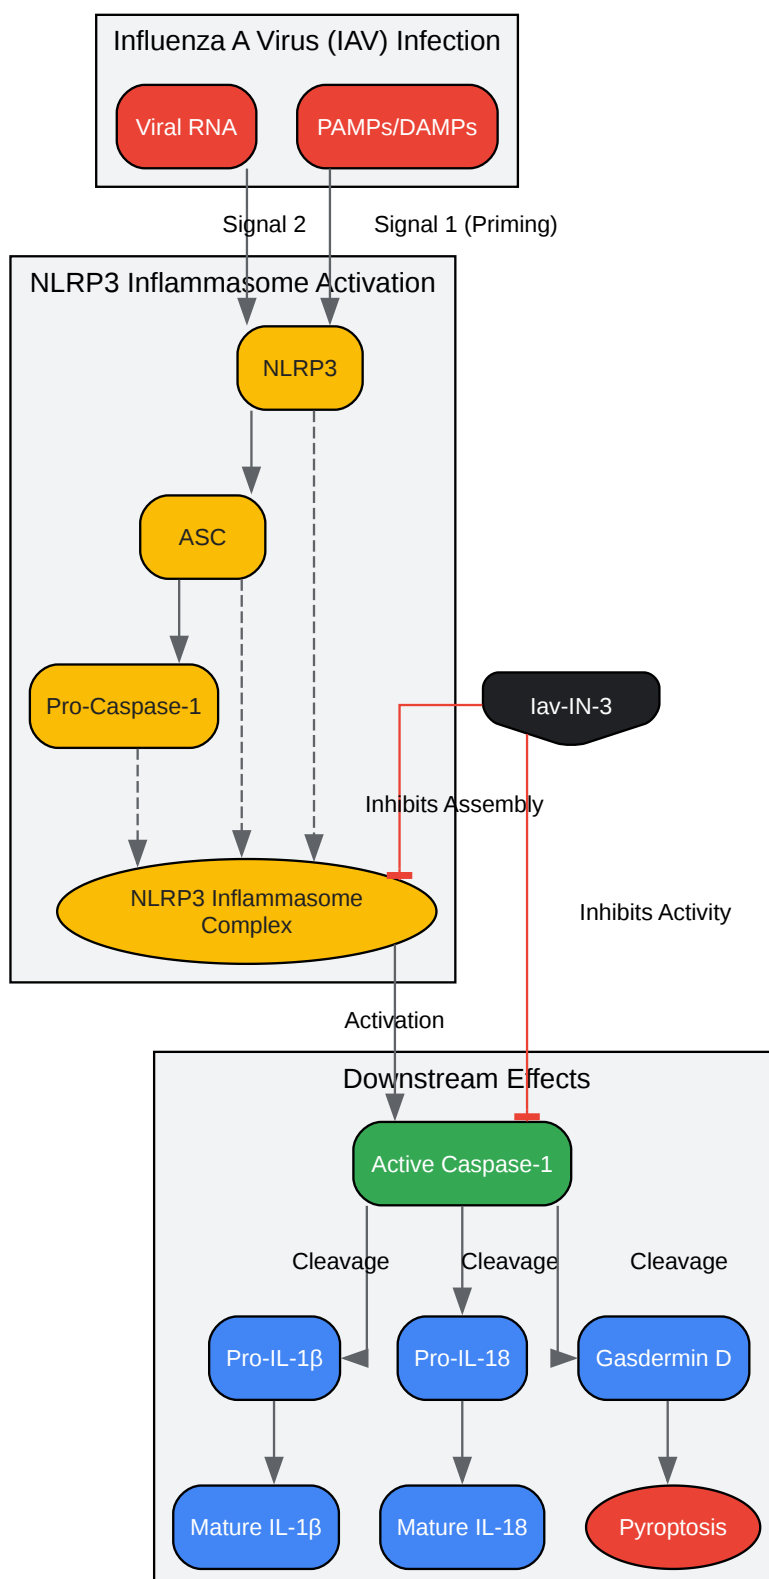 Influenza A Virus (IAV) Infection
Viral RNA
PAMPs/DAMPs
Signal 2
Signal 1 (Priming)
NLRP3 Inflammasome Activation
NLRP3
ASC
Pro-Caspase-1
Iav-IN-3
Inhibits Assembly
NLRP3 Inflammasome
Complex
Inhibits Activity
Activation
Downstream Effects
Active Caspase-1
Cleavage
Cleavage
Cleavage
Pro-IL-1β
Pro-IL-18
Gasdermin D
Mature IL-1β
Mature IL-18
Pyroptosis